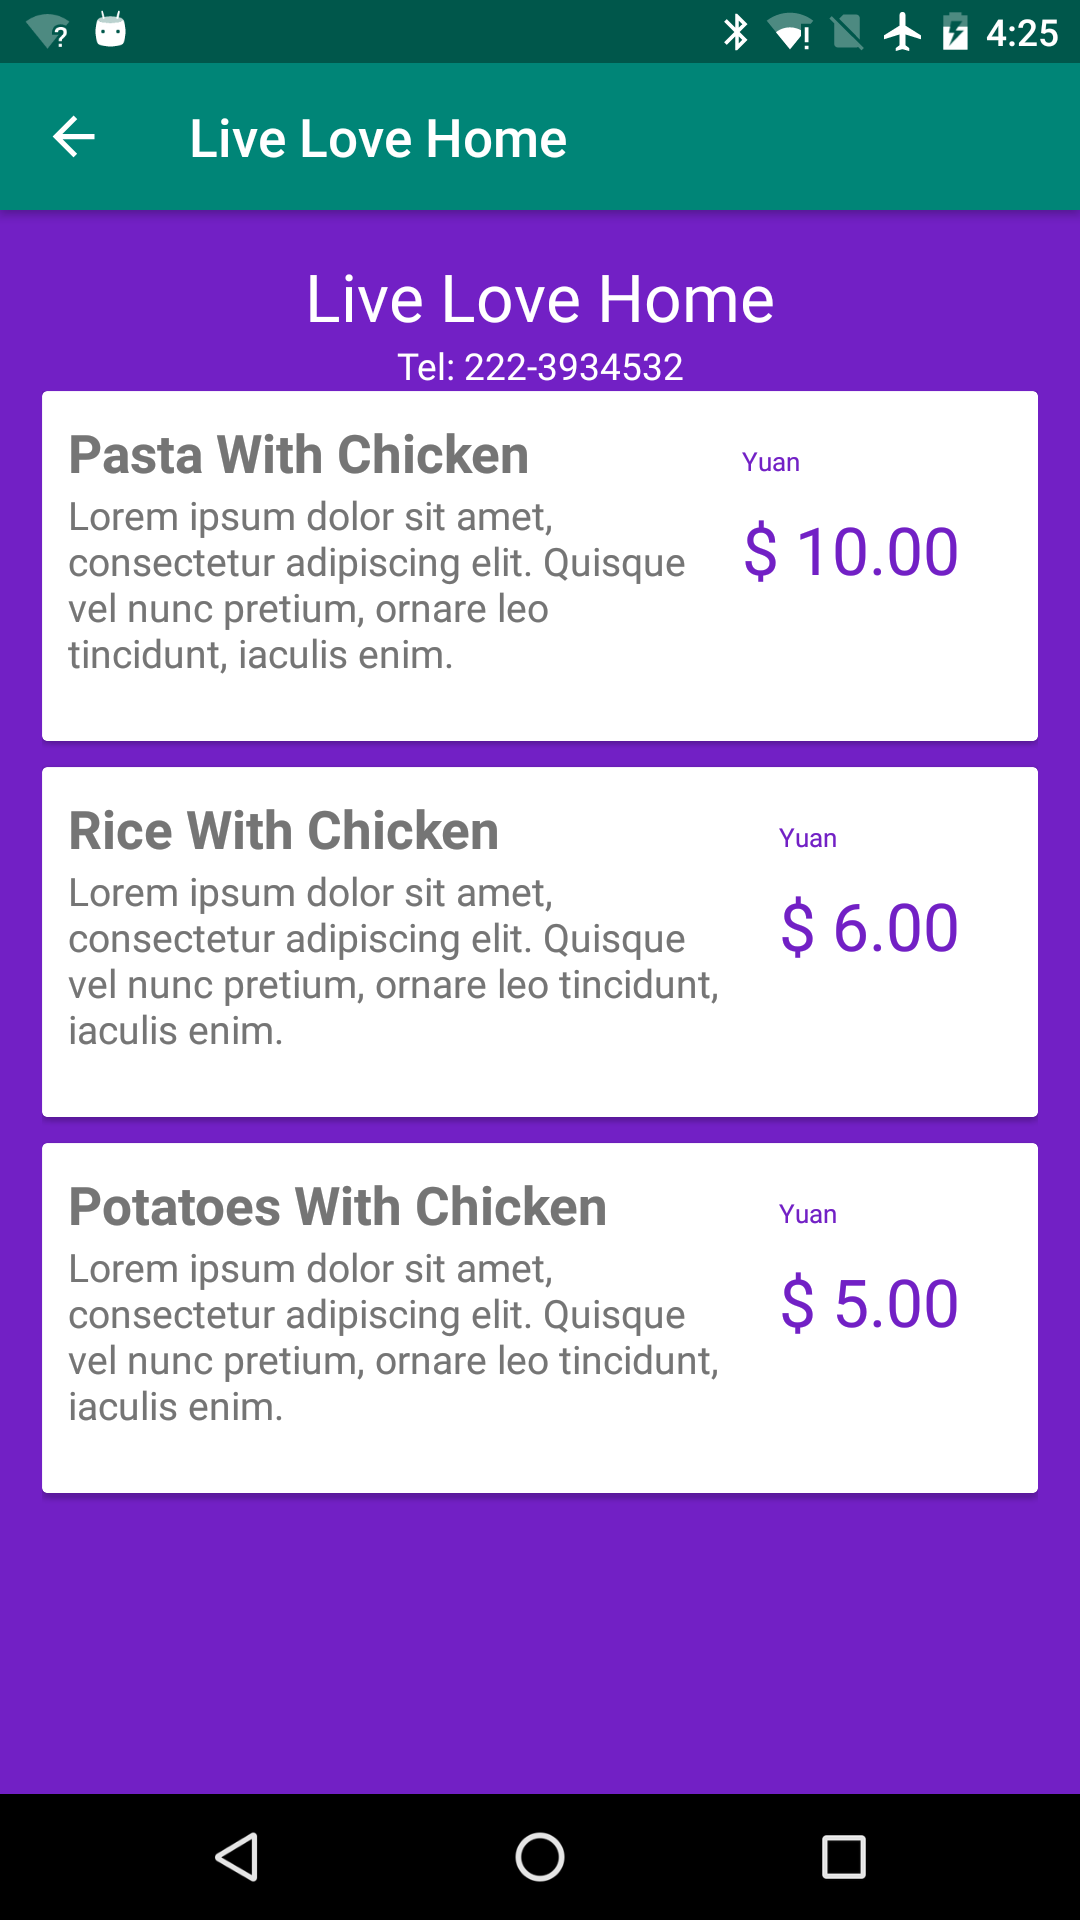 4:25
Live Love Home
Live Love Home
Tel: 222-3934532
Pasta With Chicken
Yuan
Lorem ipsum dolor sit amet,
consectetur adipiscing elit. Quisque
vel nunc pretium, ornare leo
tincidunt, iaculis enim.
$ 10.00
Rice With Chicken
Yuan
Lorem ipsum dolor sit amet,
consectetur adipiscing elit. Quisque
vel nunc pretium, ornare leo tincidunt,
iaculis enim.
$ 6.00
Potatoes With Chicken
Yuan
Lorem ipsum dolor sit amet,
consectetur adipiscing elit. Quisque
vel nunc pretium, ornare leo tincidunt,
iaculis enim.
$ 5.00